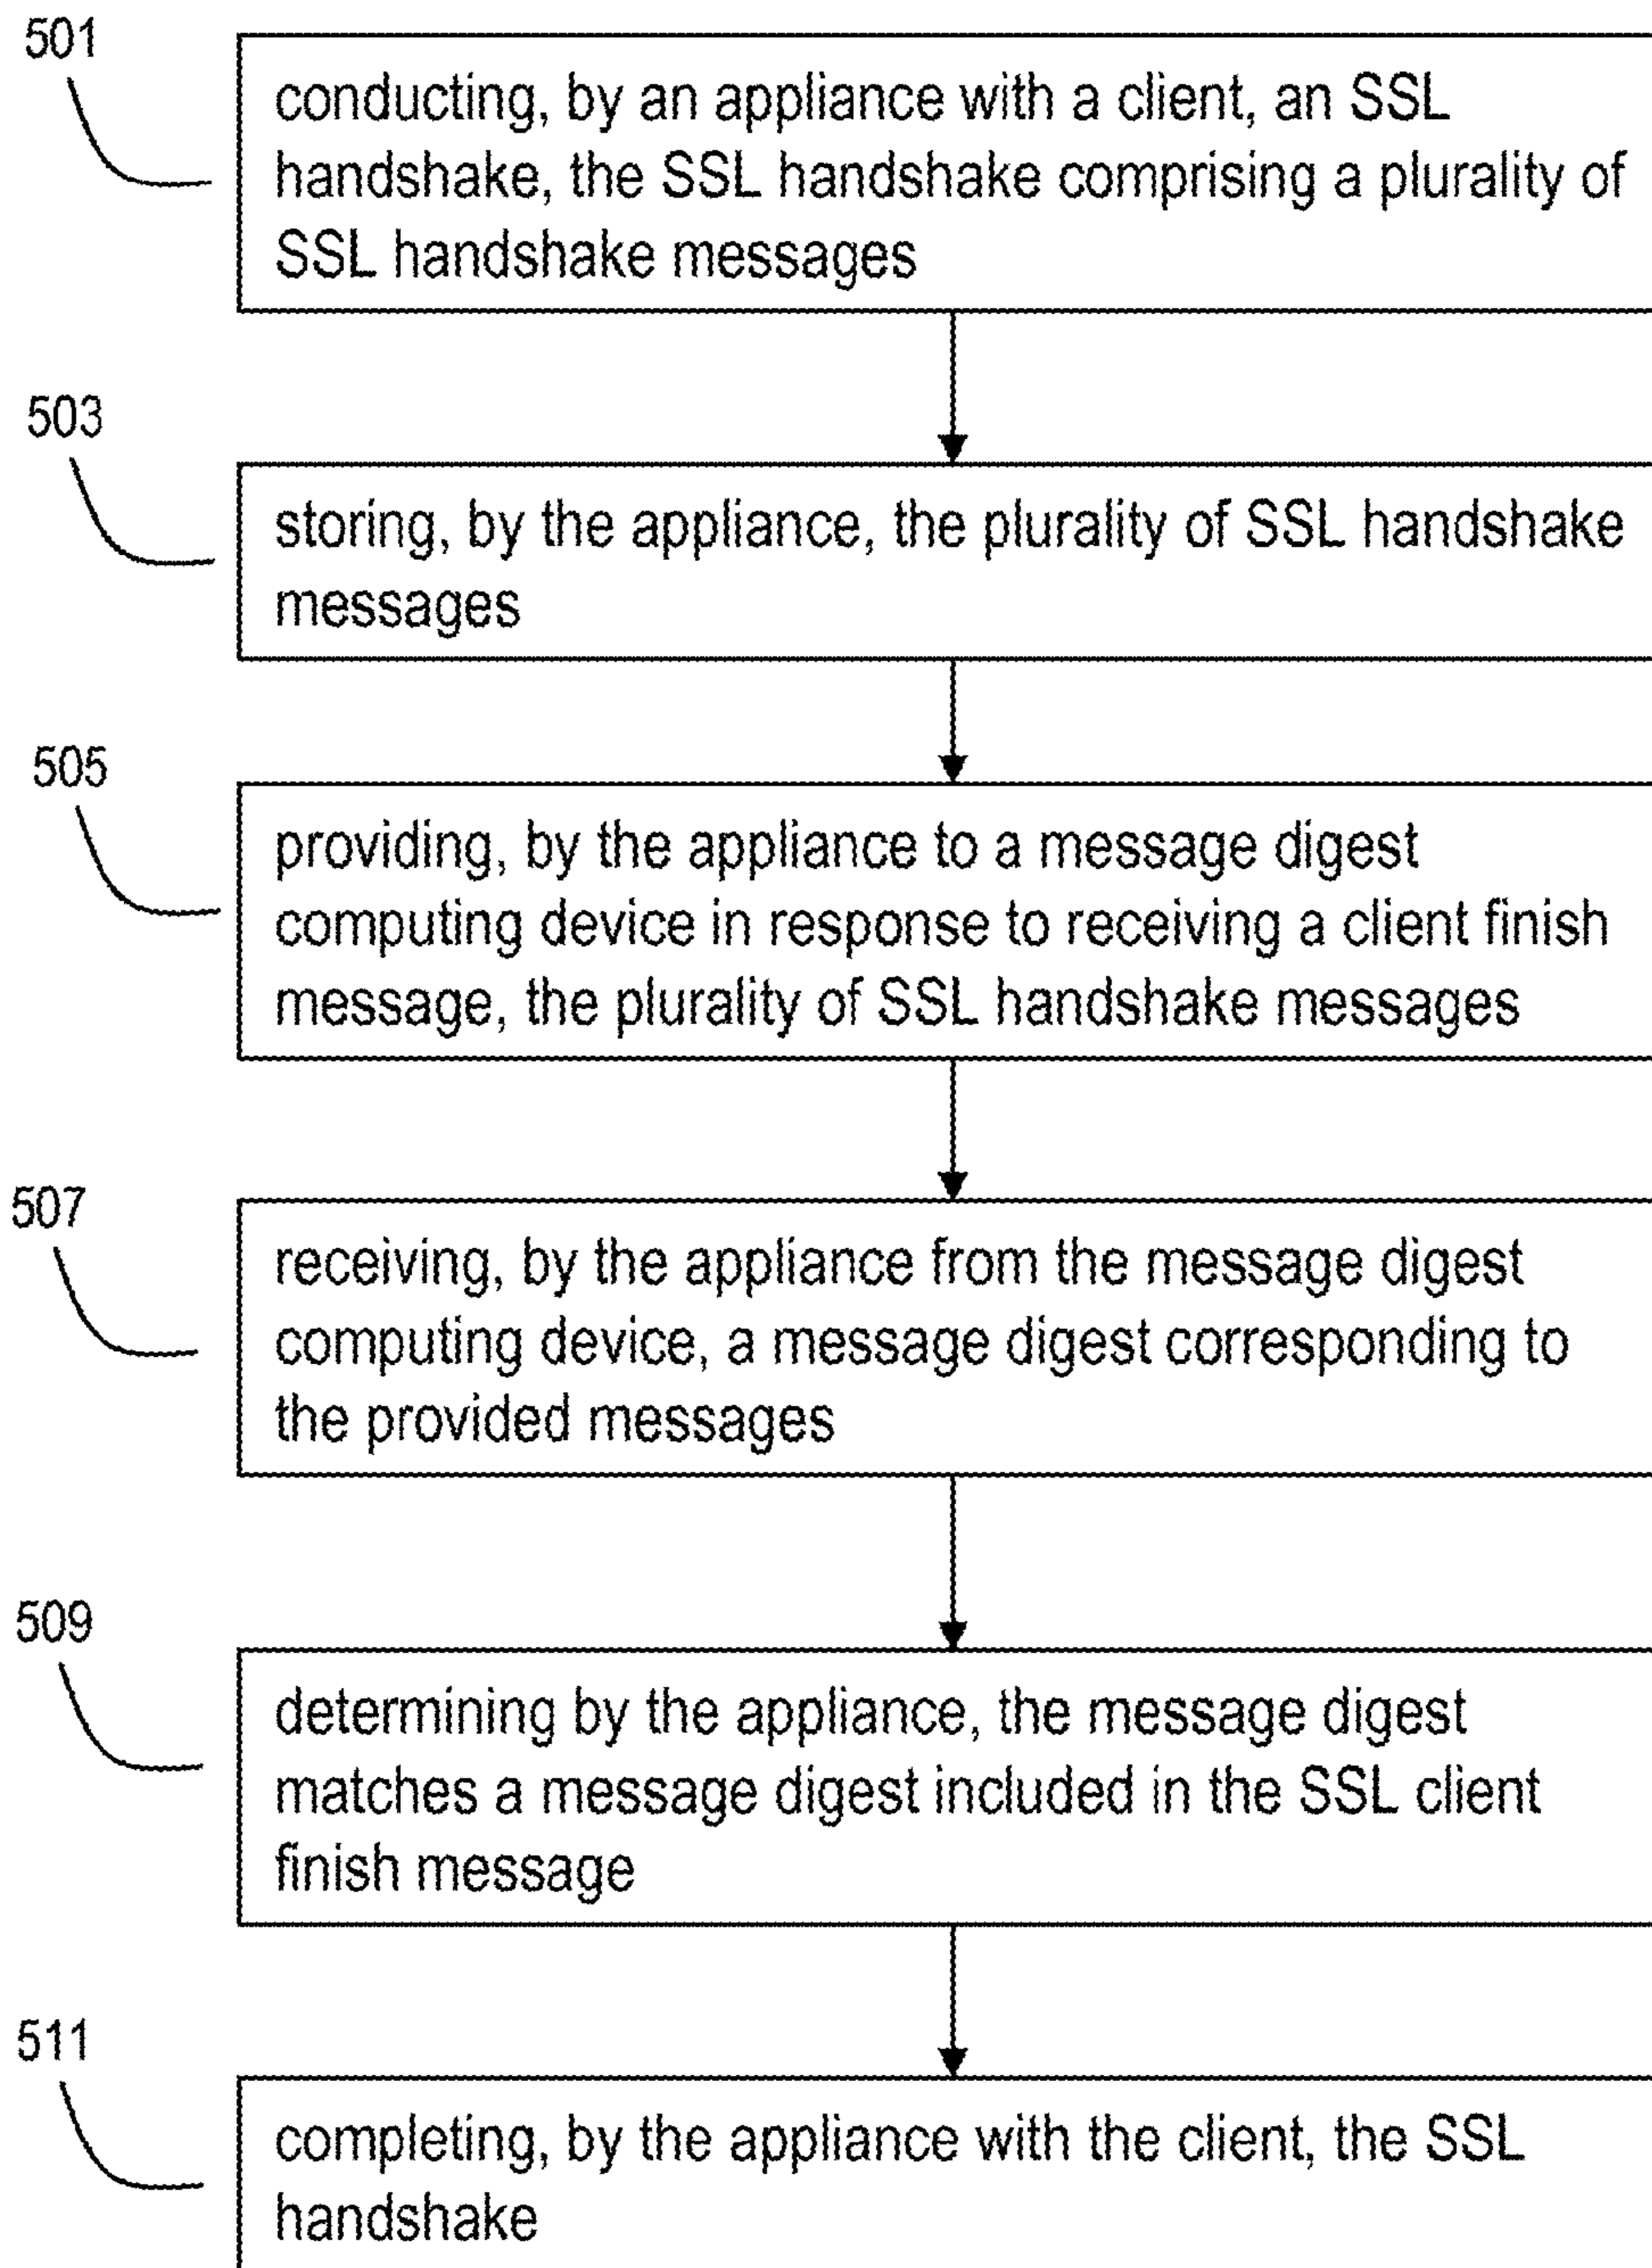 501
conducting, by an appliance with a client, an SSL
handshake, the SSL handshake comprising a plurality of
SSL handshake messages
503
storing, by the appliance, the plurality of SSL handshake
messages
505
providing, by the appliance to a message digest
computing device in response to receiving a client finish
message, the plurality of SSL handshake messages
507
receiving, by the appliance from the message digest
computing device, a message digest corresponding to
the provided messages
509
determining by the appliance, the message digest
matches a message digest included in the SSL client
finish message
511
completing, by the appliance with the client, the SSL
handshake